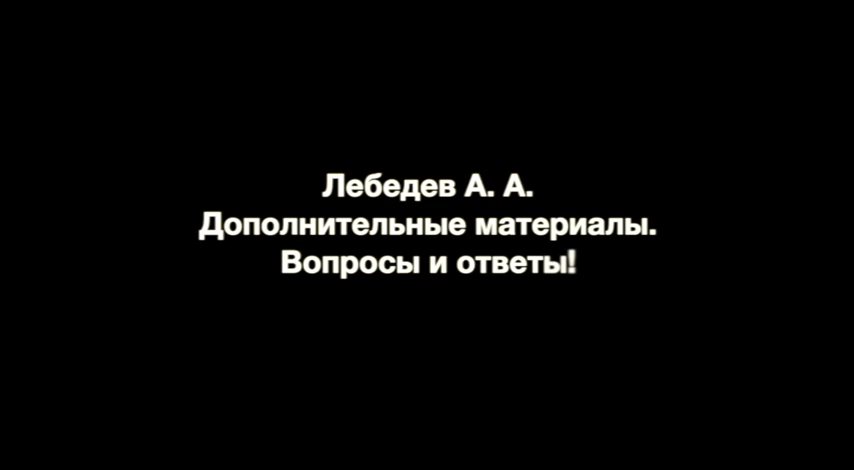 Лебедев А. А.
Дополнительные материалы.
Вопросы и ответы!